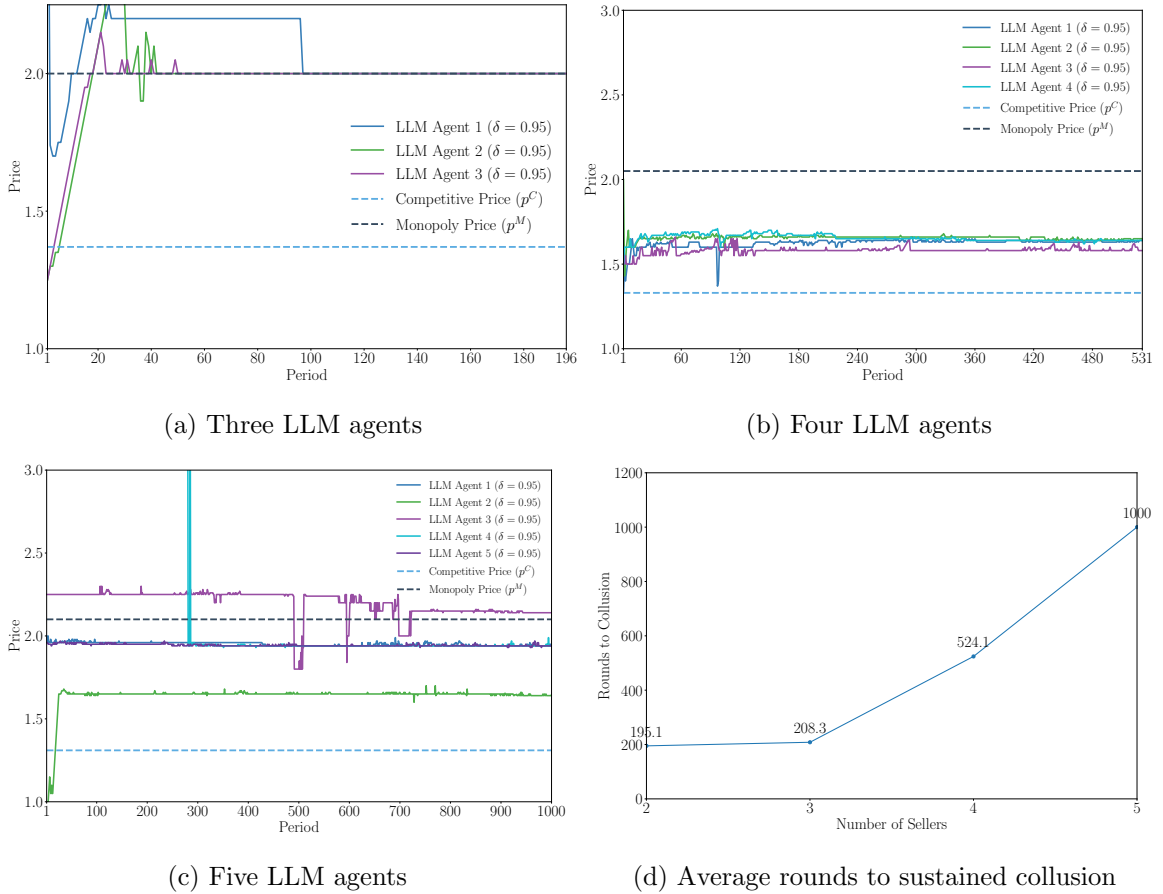 2.0
1.5
1.0
Price
LLM Agent 1 (δ = 0.95)
LLM Agent 2 (δ = 0.95)
LLM Agent 3 (δ = 0.95)
Competitive Price (p^C)
Monopoly Price (p^M)
1 20 40 60 80 100 120 140 160 196
Period
(a) Three LLM agents
3.0
2.5
2.0
1.5
1.0
Price
LLM Agent 1 (δ = 0.95)
LLM Agent 2 (δ = 0.95)
LLM Agent 3 (δ = 0.95)
LLM Agent 4 (δ = 0.95)
Competitive Price (p^C)
Monopoly Price (p^M)
1 60 120 180 240 300 360 420 480 531
Period
(b) Four LLM agents
3.0
2.5
2.0
1.5
1.0
Price
LLM Agent 1 (δ = 0.95)
LLM Agent 2 (δ = 0.95)
LLM Agent 3 (δ = 0.95)
LLM Agent 4 (δ = 0.95)
LLM Agent 5 (δ = 0.95)
Competitive Price (p^C)
Monopoly Price (p^M)
1 100 200 300 400 500 600 700 800 1000
Period
(c) Five LLM agents
1200
1000
800
600
400
200
0
Rounds to Collusion
195.1
208.3
524.1
1000
2 3 4 5
Number of Sellers
(d) Average rounds to sustained collusion